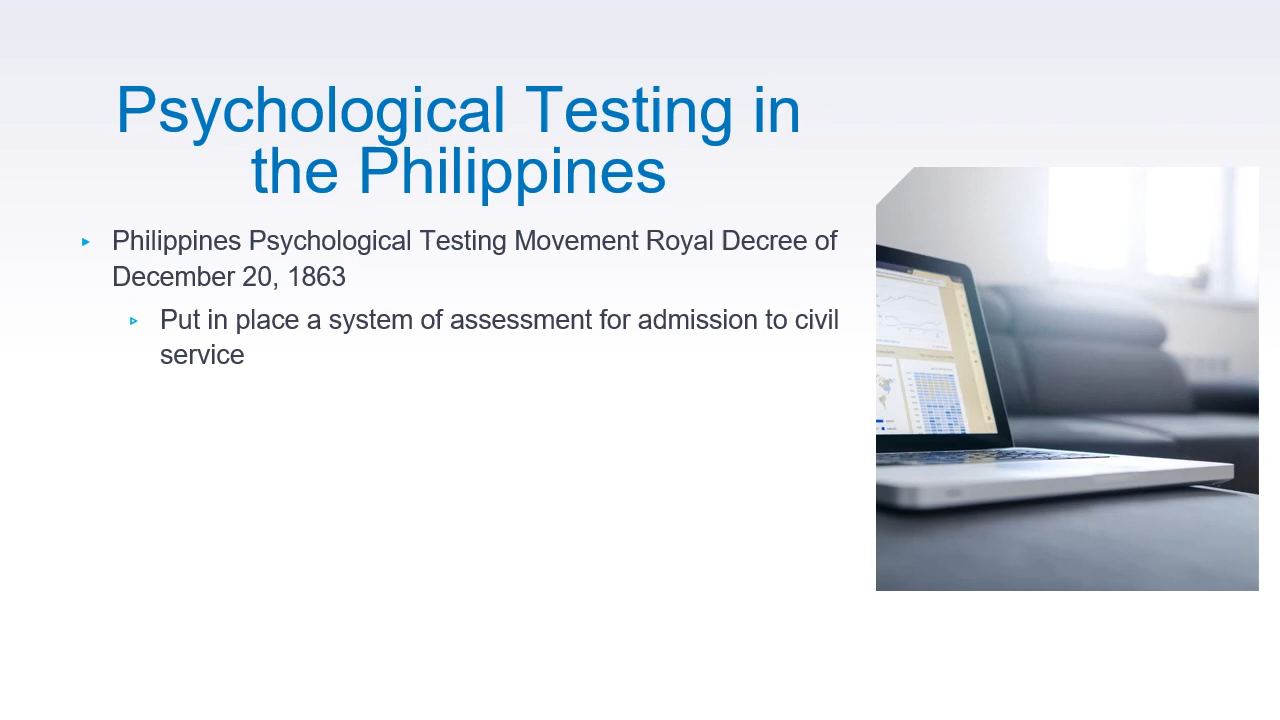 Psychological Testing in
the Philippines
Philippines Psychological Testing Movement Royal Decree of
December 20, 1863
Put in place a system of assessment for admission to civil
service